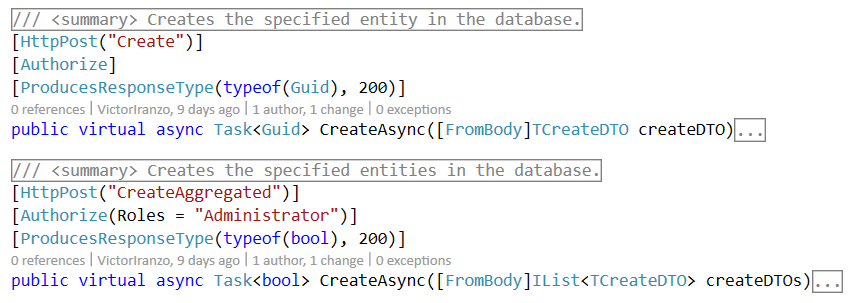 /// <summary> Creates the specified entity in the database.
[HttpPost("Create")]
[Authorize]
[ProducesResponseType(typeof(Guid), 200)]
0 references | VictorIranzo, 9 days ago | 1 author, 1 change | 0 exceptions
public virtual async Task<Guid> CreateAsync([FromBody]TCreateDTO createDTO)...
/// <summary> Creates the specified entities in the database.
[HttpPost("CreateAggregated")]
[Authorize(Roles = "Administrator")]
[ProducesResponseType(typeof(bool), 200)]
0 references | VictorIranzo, 9 days ago | 1 author, 1 change | 0 exceptions
public virtual async Task<bool> CreateAsync([FromBody]IList<TCreateDTO> createDTOs)...